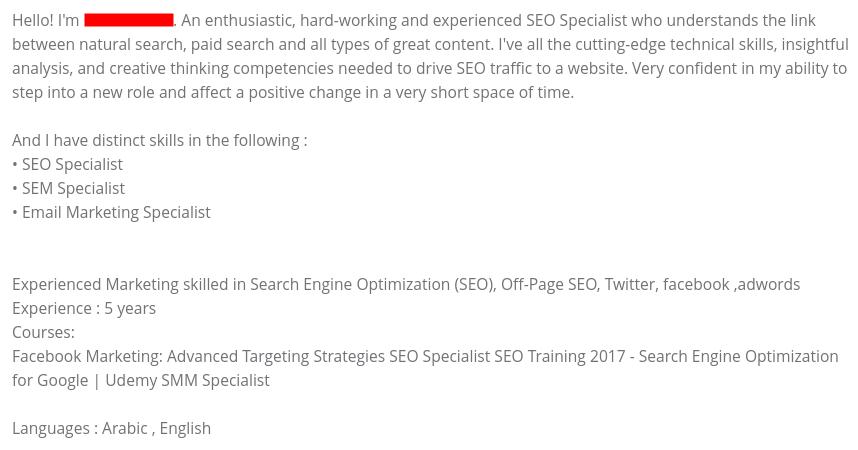 Hello! I'm . An enthusiastic, hard-working and experienced SEO Specialist who understands the link
between natural search, paid search and all types of great content. I've all the cutting-edge technical skills, insightful
analysis, and creative thinking competencies needed to drive SEO traffic to a website. Very confident in my ability to
step into a new role and affect a positive change in a very short space of time.
And I have distinct skills in the following :
• SEO Specialist
• SEM Specialist
• Email Marketing Specialist
Experienced Marketing skilled in Search Engine Optimization (SEO), Off-Page SEO, Twitter, facebook ,adwords
Experience : 5 years
Courses:
Facebook Marketing: Advanced Targeting Strategies SEO Specialist SEO Training 2017 - Search Engine Optimization
for Google | Udemy SMM Specialist
Languages : Arabic , English